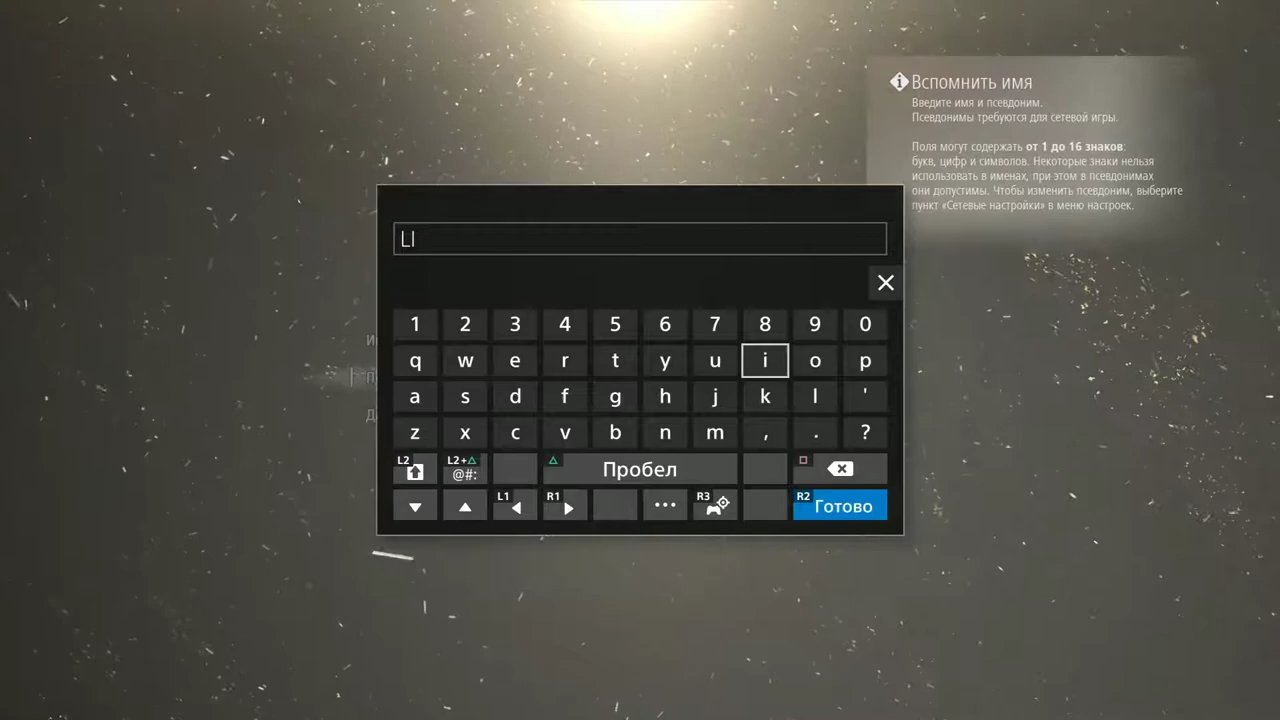 Вспомнить имя
Введите имя и псевдоним.
Псевдонимы требуются для сетевой игры.
Поля могут содержать от 1 до 16 знаков:
букв, цифр и символов. Некоторые знаки нельзя
использовать в именах, при этом в псевдонимах
они допустимы. Чтобы изменить псевдоним, выберите
пункт «Сетевые настройки» в меню настроек.
L
1 2 3 4 5 6 7 8 9 0
q w e r t y u i o p
a s d f g h j k l '
z x c v b n m , . ?
L2 L2+△ @#: △ Пробел □
L1 R1 ... R3 R2 Готово